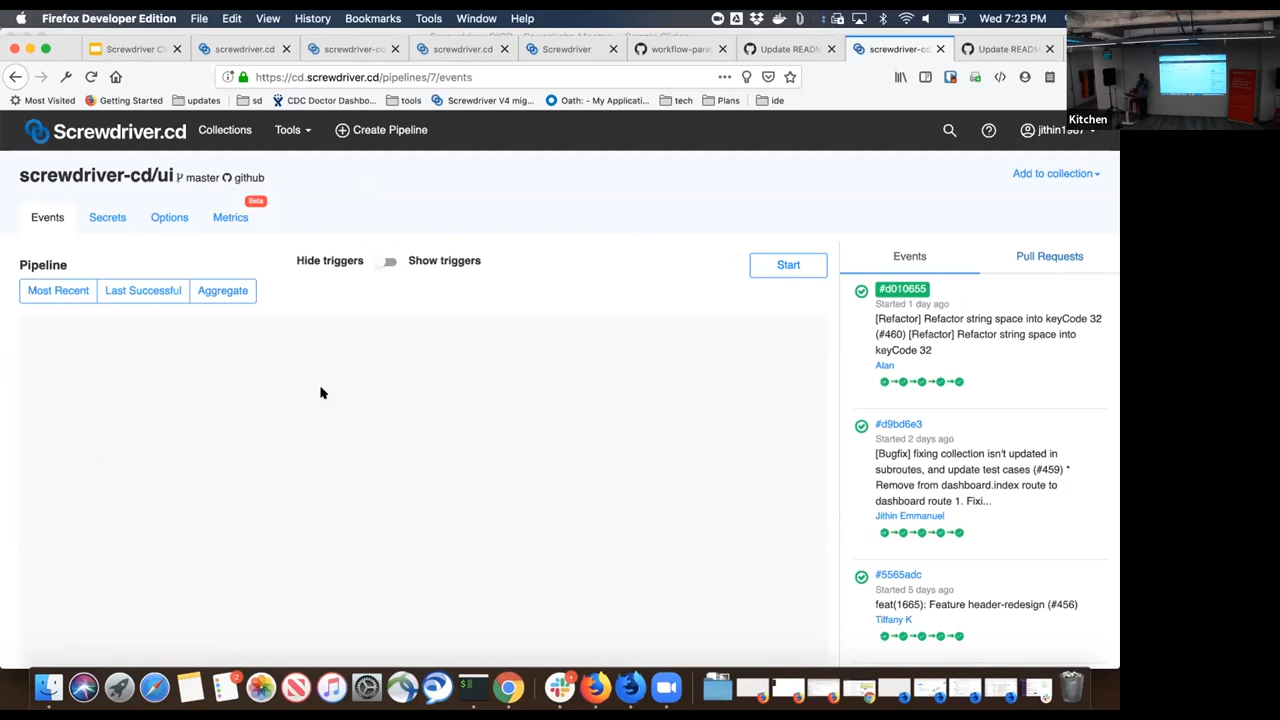 Firefox Developer Edition File Edit View History Bookmarks Tools Window Help Wed 7:23 PM
Screwdriver C screwdriver.cd screwdriver-c screwdriver.cd Screwdriver workflow-para Update READM screwdriver-cd Update READM
https://cd.screwdriver.cd/pipelines/7/events
Most Visited Getting Started updates sd CDC Doctor Dashbo... tools Screwdriver V4 mig... Oath: - My Applicati... tech Plans ide
Kitchen
Screwdriver.cd Collections Tools Create Pipeline jithin1987
screwdriver-cd/ui master github Add to collection
Beta
Events Secrets Options Metrics
Pipeline Hide triggers Show triggers Start
Most Recent Last Successful Aggregate
Events Pull Requests
#d010655
Started 1 day ago
[Refactor] Refactor string space into keyCode 32
(#460) [Refactor] Refactor string space into
keyCode 32
Alan
#d9bd6e3
Started 2 days ago
[Bugfix] fixing collection isn't updated in
subroutes, and update test cases (#459) *
Remove from dashboard.index route to
dashboard route 1. Fixi...
Jithin Emmanuel
#5565adc
Started 5 days ago
feat(1665): Feature header-redesign (#456)
Tiffany K
2